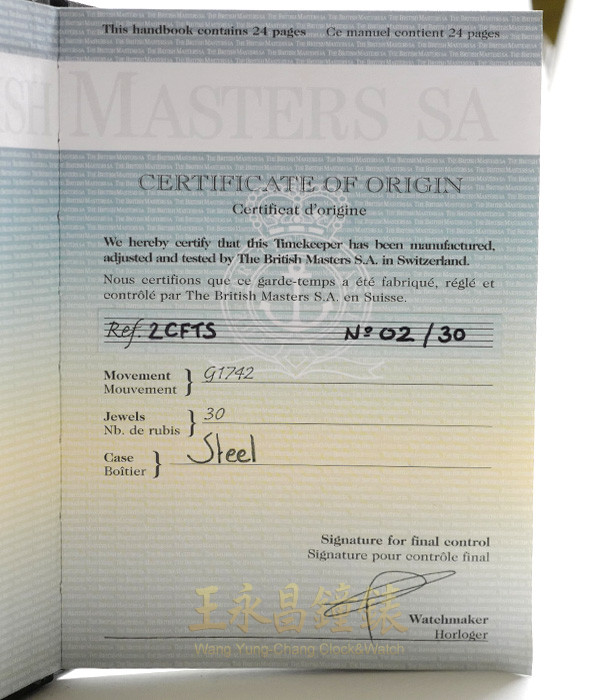 This handbook contains 24 pages Ce manuel contient 24 pages
ISH MASTERS SA
CERTIFICATE OF ORIGIN
Certificat d'origine
We hereby certify that this Timekeeper has been manufactured,
adjusted and tested by The British Masters S.A. in Switzerland.
Nous certifions que ce garde-temps a été fabriqué, réglé et
contrôlé par The British Masters S.A. en Suisse.
Ref. 2CFTS Nº 02/30
Movement G1742
Mouvement
Jewels 30
Nb. de rubis
Case Steel
Boîtier
Signature for final control
Signature pour contrôle final
王永昌鐘錶
Watchmaker
Horloger
Wang Yung-Chang Clock&Watch